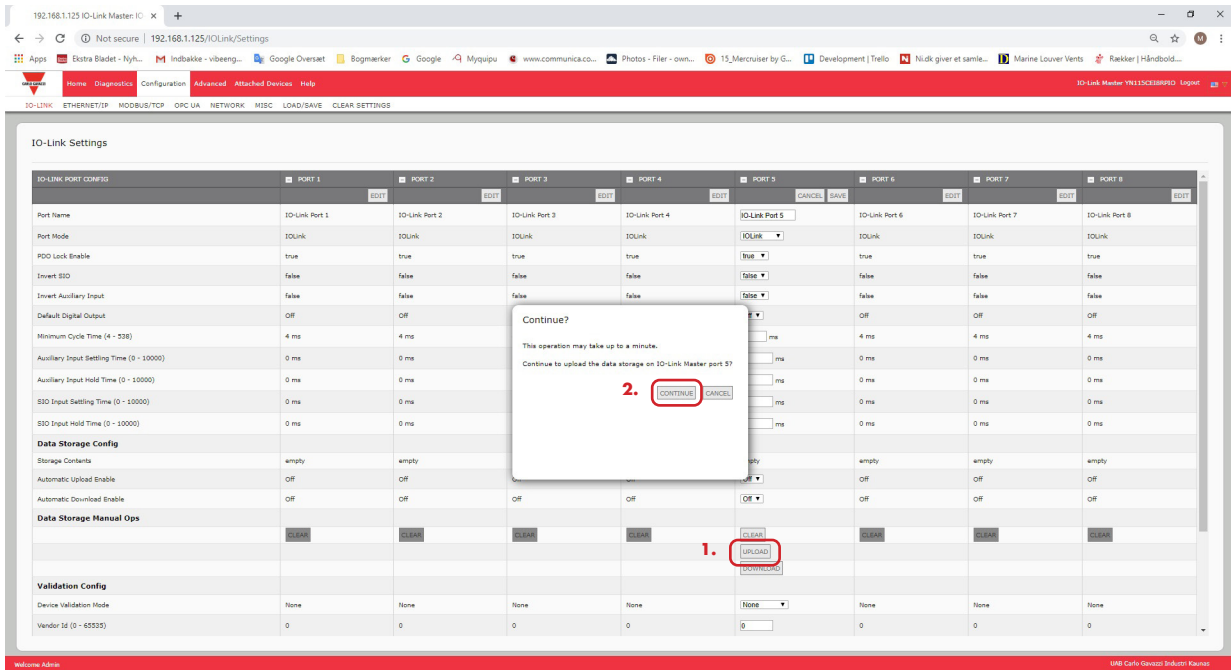 192.168.1.125 IO-Link Master: IO
Not secure | 192.168.1.125/IOLink/Settings
Apps Ekstra Bladet - Nyh... Indbakke - vibeeng... Google Oversæt Bogmærker Google Myquipu www.communica.co... Photos - Filer - own... 15_Mercruiser by G... Development | Trello Ni.dk giver et samle... Marine Louver Vents Rækker | Håndbold....
CARLO GAVAZZI Home Diagnostics Configuration Advanced Attached Devices Help IO-Link Master YN115CEI8RPIO Logout
IO-LINK ETHERNET/IP MODBUS/TCP OPC UA NETWORK MISC LOAD/SAVE CLEAR SETTINGS
IO-Link Settings
IO-LINK PORT CONFIG PORT 1 PORT 2 PORT 3 PORT 4 PORT 5 PORT 6 PORT 7 PORT 8
EDIT EDIT EDIT EDIT CANCEL SAVE EDIT EDIT EDIT
Port Name IO-Link Port 1 IO-Link Port 2 IO-Link Port 3 IO-Link Port 4 IO-Link Port 5 IO-Link Port 6 IO-Link Port 7 IO-Link Port 8
Port Mode IOLink IOLink IOLink IOLink IOLink IOLink IOLink IOLink
PDO Lock Enable true true true true true true true true
Invert SIO false false false false false false false false
Invert Auxiliary Input false false false false false false false false
Default Digital Output Off Off Off Off Off
Minimum Cycle Time (4 - 538) 4 ms 4 ms ms 4 ms 4 ms 4 ms
Auxiliary Input Settling Time (0 - 10000) 0 ms 0 ms ms 0 ms 0 ms 0 ms
Auxiliary Input Hold Time (0 - 10000) 0 ms 0 ms ms 0 ms 0 ms 0 ms
SIO Input Settling Time (0 - 10000) 0 ms 0 ms ms 0 ms 0 ms 0 ms
SIO Input Hold Time (0 - 10000) 0 ms 0 ms ms 0 ms 0 ms 0 ms
Continue?
This operation may take up to a minute.
Continue to upload the data storage on IO-Link Master port 5?
2. CONTINUE CANCEL
Data Storage Config
Storage Contents empty empty empty empty empty
Automatic Upload Enable Off Off Off Off Off
Automatic Download Enable Off Off Off Off Off Off Off Off
Data Storage Manual Ops
CLEAR CLEAR CLEAR CLEAR CLEAR CLEAR CLEAR CLEAR
1. UPLOAD
DOWNLOAD
Validation Config
Device Validation Mode None None None None None None None None
Vendor Id (0 - 65535) 0 0 0 0 0 0 0 0
Welcome Admin UAB Carlo Gavazzi Industri Kaunas